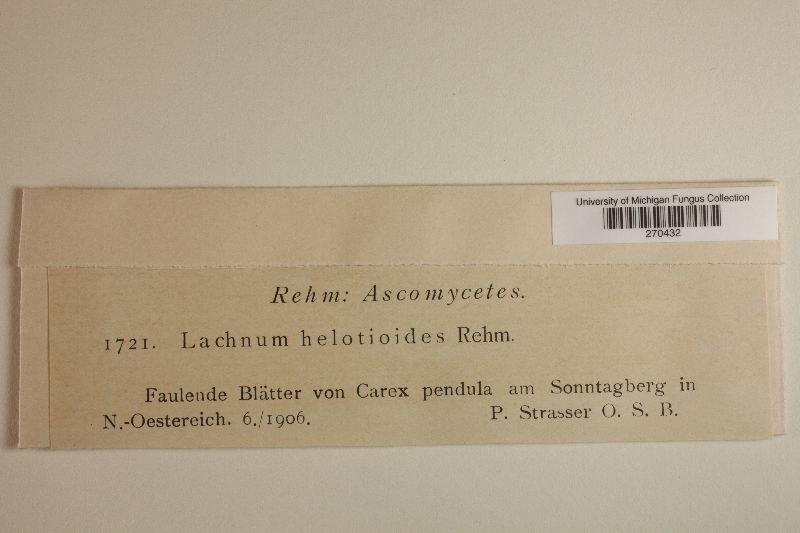 University of Michigan Fungus Collection
270432
Rehm: Ascomycetes.
1721. Lachnum helotioides Rehm.
Faulende Blätter von Carex pendula am Sonntagberg in
N.-Oestereich. 6./1906. P. Strasser O. S. B.